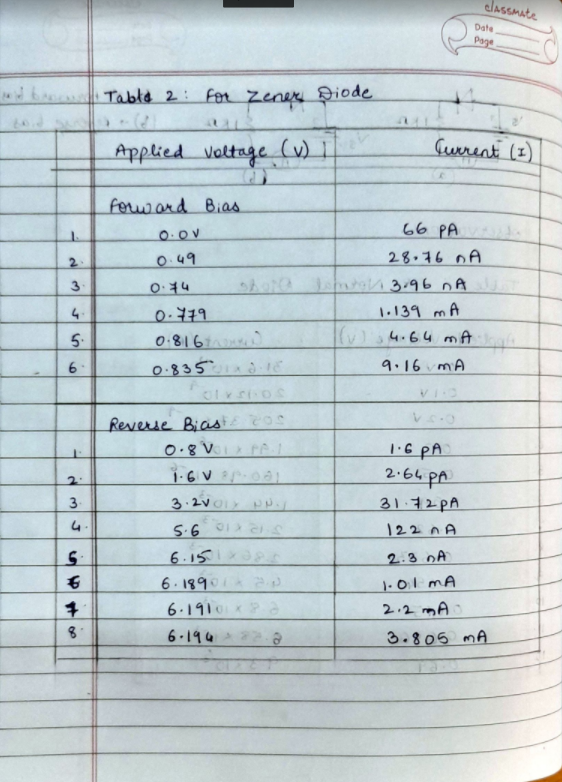 classmate
Date
Page
Table 2: For Zener Diode
Applied Voltage (V) Current (I)
Forward Bias
1. 0.0V 66 pA
2. 0.49 28.76 nA
3. 0.74 3.96 nA
4. 0.779 1.139 mA
5. 0.816 4.64 mA
6. 0.835 9.16 mA
Reverse Bias
1. 0.8V 1.6 pA
2. 1.6V 2.64 pA
3. 3.2V 31.72 pA
4. 5.6 122 nA
5. 6.15 2.3 nA
6 6.189 1.01 mA
7 6.191 2.2 mA
8 6.194 3.805 mA